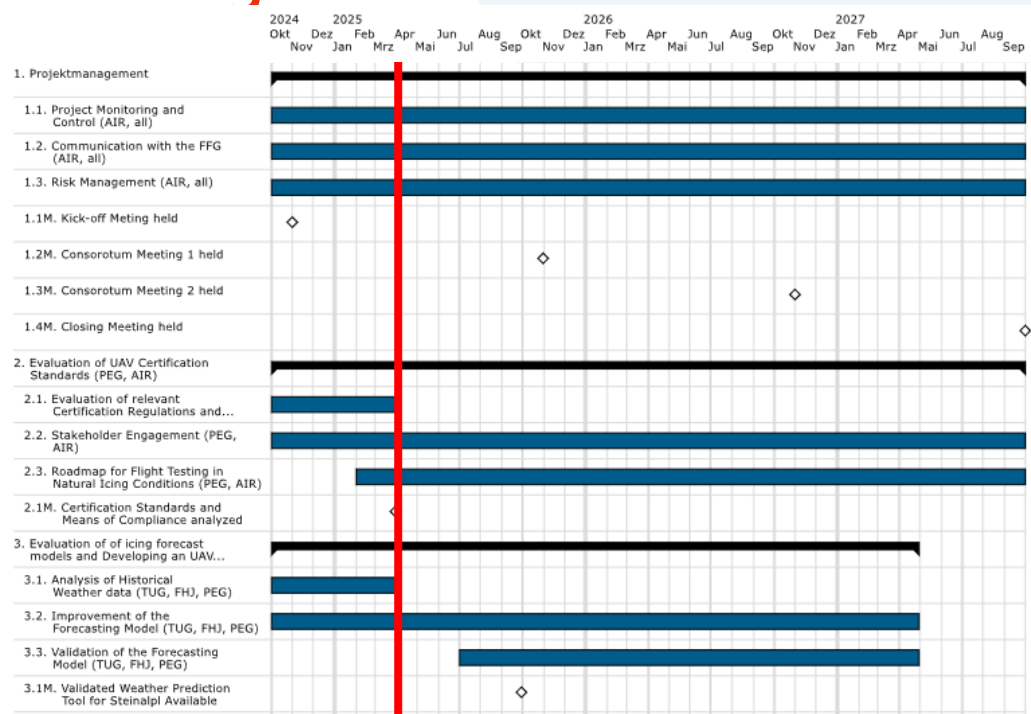 2024 2025 2026 2027
Okt Dez Feb Apr Jun Aug Okt Dez Feb Apr Jun Aug Okt Dez Feb Apr Jun Aug
Nov Jan Mrz Mai Jul Sep Nov Jan Mrz Mai Jul Sep Nov Jan Mrz Mai Jul Sep
1. Projektmanagement
1.1. Project Monitoring and
Control (AIR, all)
1.2. Communication with the FFG
(AIR, all)
1.3. Risk Management (AIR, all)
1.1M. Kick-off Meting held
1.2M. Consorotum Meeting 1 held
1.3M. Consorotum Meeting 2 held
1.4M. Closing Meeting held
2. Evaluation of UAV Certification
Standards (PEG, AIR)
2.1. Evaluation of relevant
Certification Regulations and...
2.2. Stakeholder Engagement (PEG,
AIR)
2.3. Roadmap for Flight Testing in
Natural Icing Conditions (PEG, AIR)
2.1M. Certification Standards and
Means of Compliance analyzed
3. Evaluation of of icing forecast
models and Developing an UAV...
3.1. Analysis of Historical
Weather data (TUG, FHJ, PEG)
3.2. Improvement of the
Forecasting Model (TUG, FHJ, PEG)
3.3. Validation of the Forecasting
Model (TUG, FHJ, PEG)
3.1M. Validated Weather Prediction
Tool for Steinalpl Available